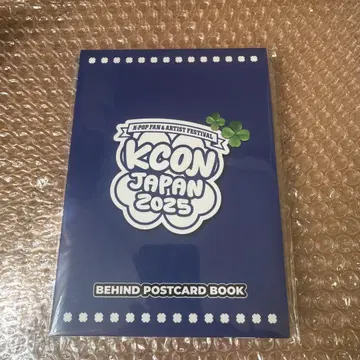 K-POP FAN & ARTIST FESTIVAL
KCON
JAPAN
2025
BEHIND POSTCARD BOOK